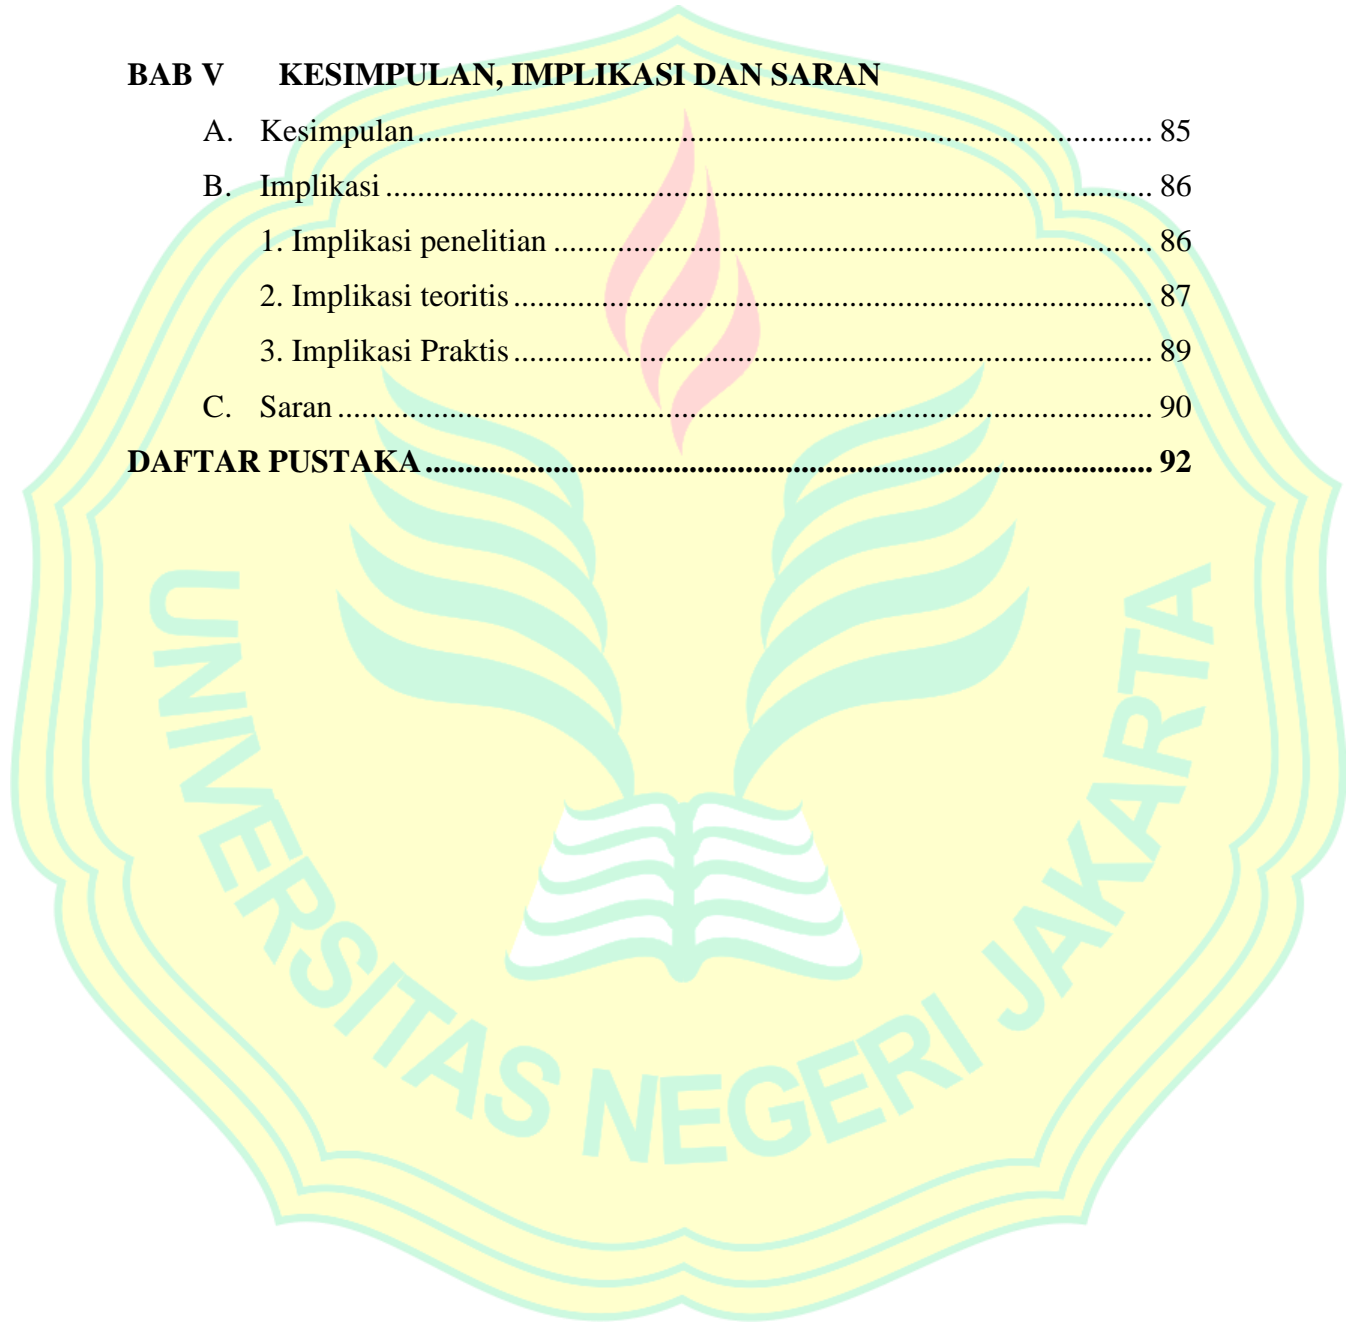 BAB V KESIMPULAN, IMPLIKASI DAN SARAN
A. Kesimpulan.......................................................................................... 85
B. Implikasi .............................................................................................. 86
1. Implikasi penelitian ......................................................................... 86
2. Implikasi teoritis .............................................................................. 87
3. Implikasi Praktis .............................................................................. 89
C. Saran .................................................................................................... 90
DAFTAR PUSTAKA ......................................................................................... 92
UNIVERSITAS NEGERI JAKARTA